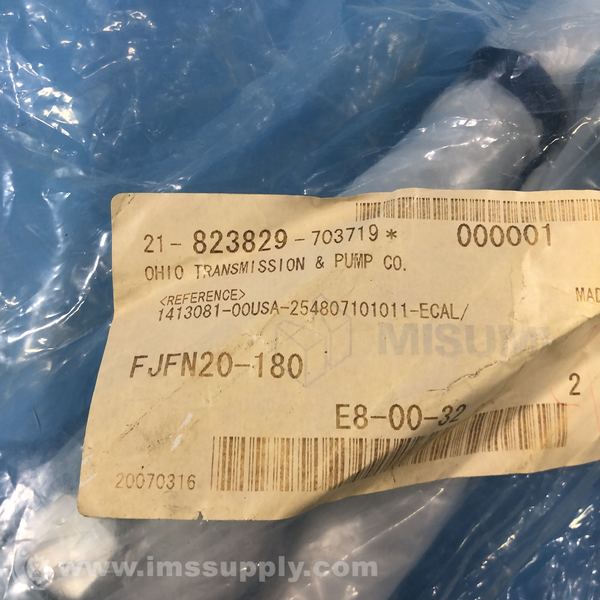 21-823829-703719* 000001
OHIO TRANSMISSION & PUMP CO.
<REFERENCE>
1413081-00USA-254807101011-ECAL/
MAD
MISUMI
FJFN20-180
E8-00-32
2
20070316
www.imssupply.com